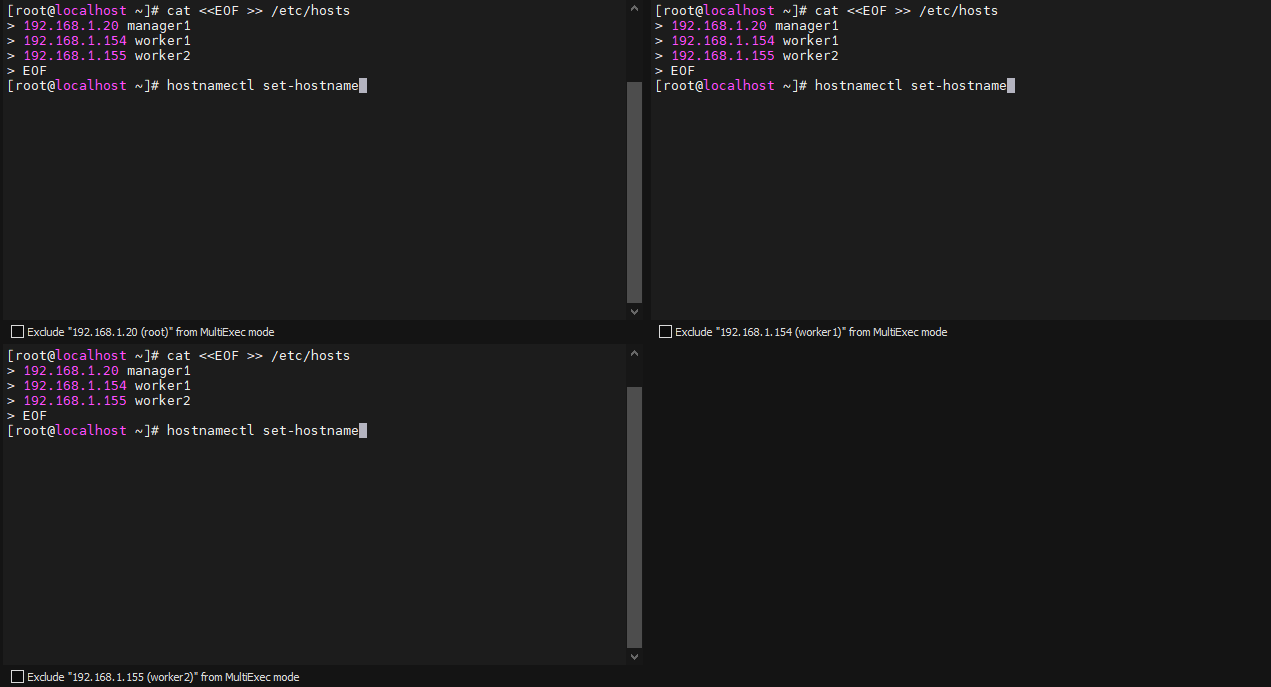 [root@localhost ~]# cat <<EOF >> /etc/hosts
> 192.168.1.20 manager1
> 192.168.1.154 worker1
> 192.168.1.155 worker2
> EOF
[root@localhost ~]# hostnamectl set-hostname
Exclude "192.168.1.20 (root)" from MultiExec mode
[root@localhost ~]# cat <<EOF >> /etc/hosts
> 192.168.1.20 manager1
> 192.168.1.154 worker1
> 192.168.1.155 worker2
> EOF
[root@localhost ~]# hostnamectl set-hostname
Exclude "192.168.1.154 (worker1)" from MultiExec mode
[root@localhost ~]# cat <<EOF >> /etc/hosts
> 192.168.1.20 manager1
> 192.168.1.154 worker1
> 192.168.1.155 worker2
> EOF
[root@localhost ~]# hostnamectl set-hostname
Exclude "192.168.1.155 (worker2)" from MultiExec mode